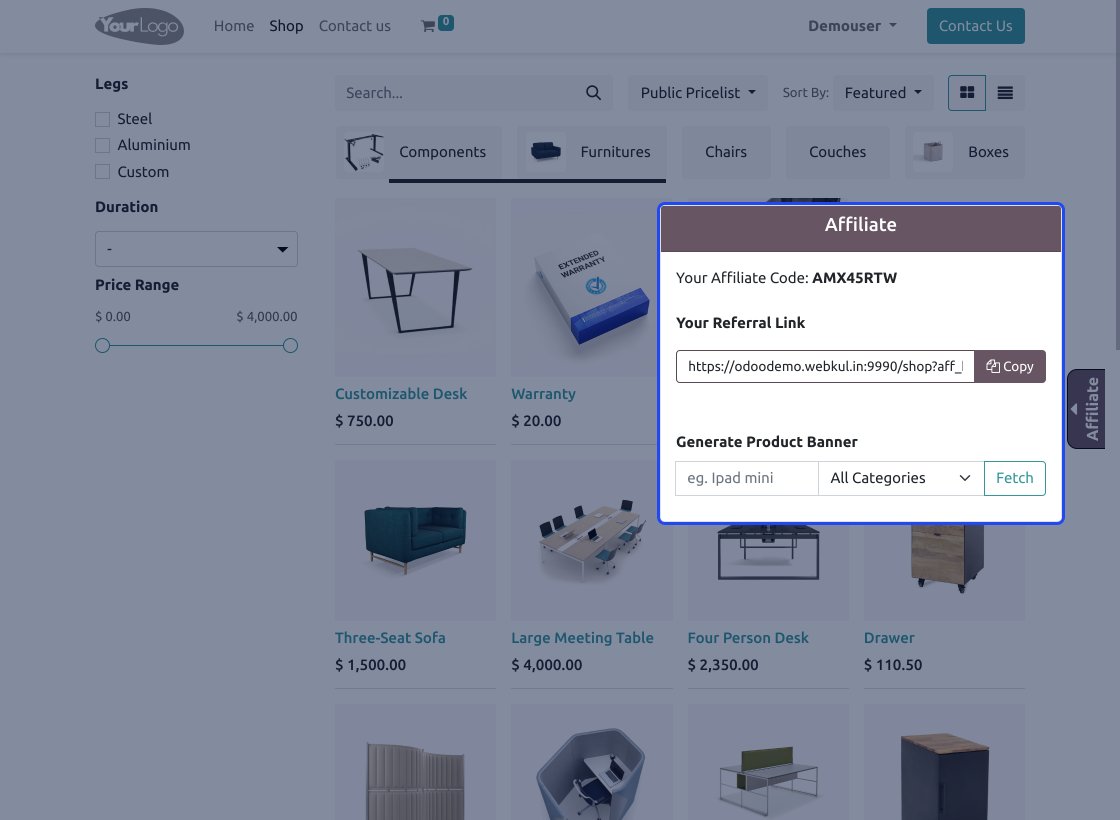 YourLogo
Home Shop Contact us 0 Demouser Contact Us
Legs
Steel
Aluminium
Custom
Duration
-
Price Range
$ 0.00 $ 4,000.00
Search... Public Pricelist Sort By: Featured
Components Furnitures Chairs Couches Boxes
EXTENDED
WARRANTY
Customizable Desk Warranty
$ 750.00 $ 20.00
Affiliate
Your Affiliate Code: AMX45RTW
Your Referral Link
https://odoodemo.webkul.in:9990/shop?aff_ Copy
Generate Product Banner
eg. Ipad mini All Categories Fetch
Affiliate
Three-Seat Sofa Large Meeting Table Four Person Desk Drawer
$ 1,500.00 $ 4,000.00 $ 2,350.00 $ 110.50